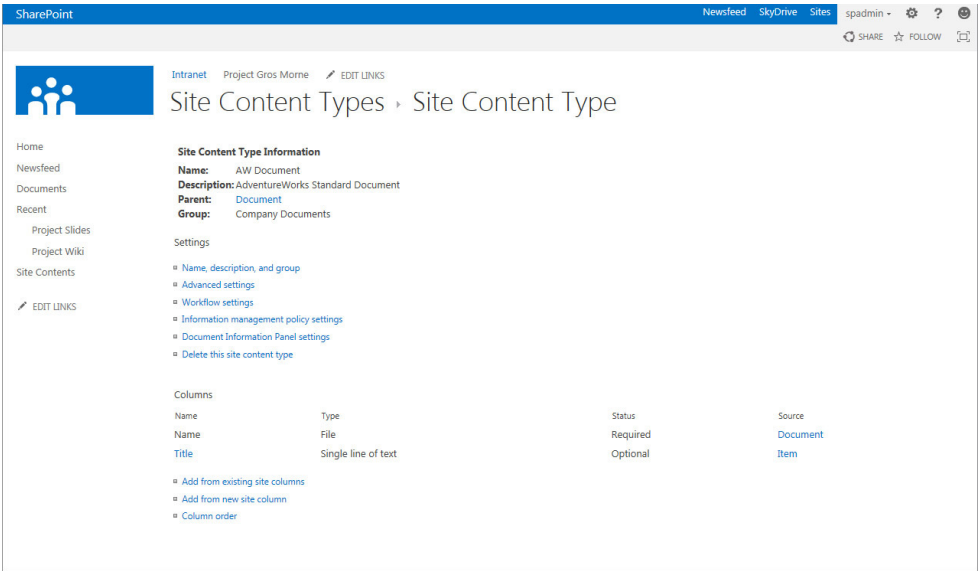 SharePoint Newsfeed SkyDrive Sites spadmin ?
SHARE FOLLOW
Intranet Project Gros Morne EDIT LINKS
Site Content Types Site Content Type
Home
Newsfeed
Documents
Recent
Project Slides
Project Wiki
Site Contents
EDIT LINKS
Site Content Type Information
Name: AW Document
Description: AdventureWorks Standard Document
Parent: Document
Group: Company Documents
Settings
Name, description, and group
Advanced settings
Workflow settings
Information management policy settings
Document Information Panel settings
Delete this site content type
Columns
Name Type Status Source
Name File Required Document
Title Single line of text Optional Item
Add from existing site columns
Add from new site column
Column order